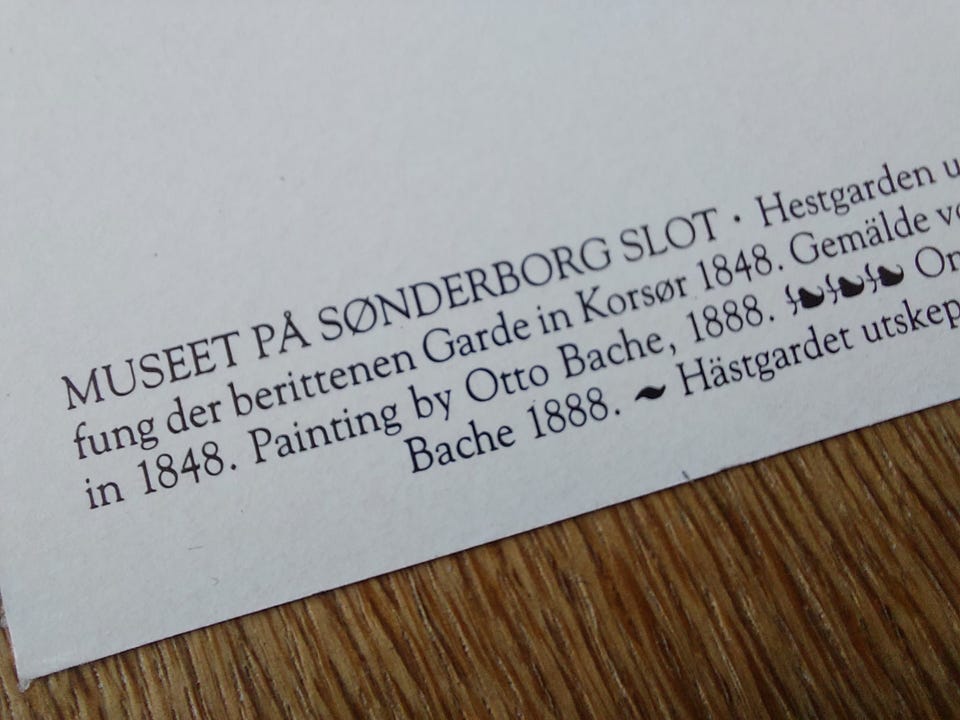 MUSEET PÅ SØNDERBORG SLOT · Hestgarden
fung der berittenen Garde in Korsør 1848. Gemälde
in 1848. Painting by Otto Bache, 1888. ❧❧❧
Bache 1888. ~ Hästgardet